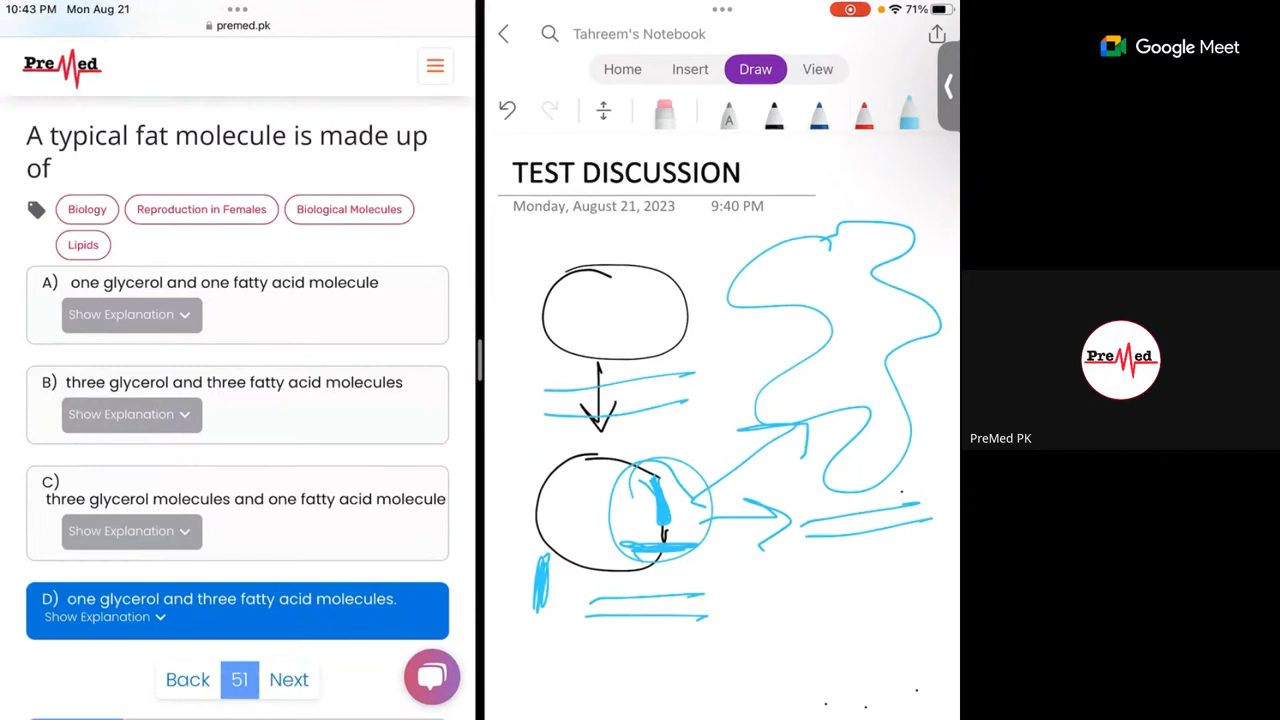 10:43 PM Mon Aug 21
premed.pk
PreMed
A typical fat molecule is made up
of
Biology
Reproduction in Females
Biological Molecules
Lipids
A) one glycerol and one fatty acid molecule
Show Explanation
B) three glycerol and three fatty acid molecules
Show Explanation
C)
three glycerol molecules and one fatty acid molecule
Show Explanation
D) one glycerol and three fatty acid molecules.
Show Explanation
Back 51 Next
71%
Tahreem's Notebook
Home Insert Draw View
A
TEST DISCUSSION
Monday, August 21, 2023 9:40 PM
Google Meet
PreMed
PreMed PK